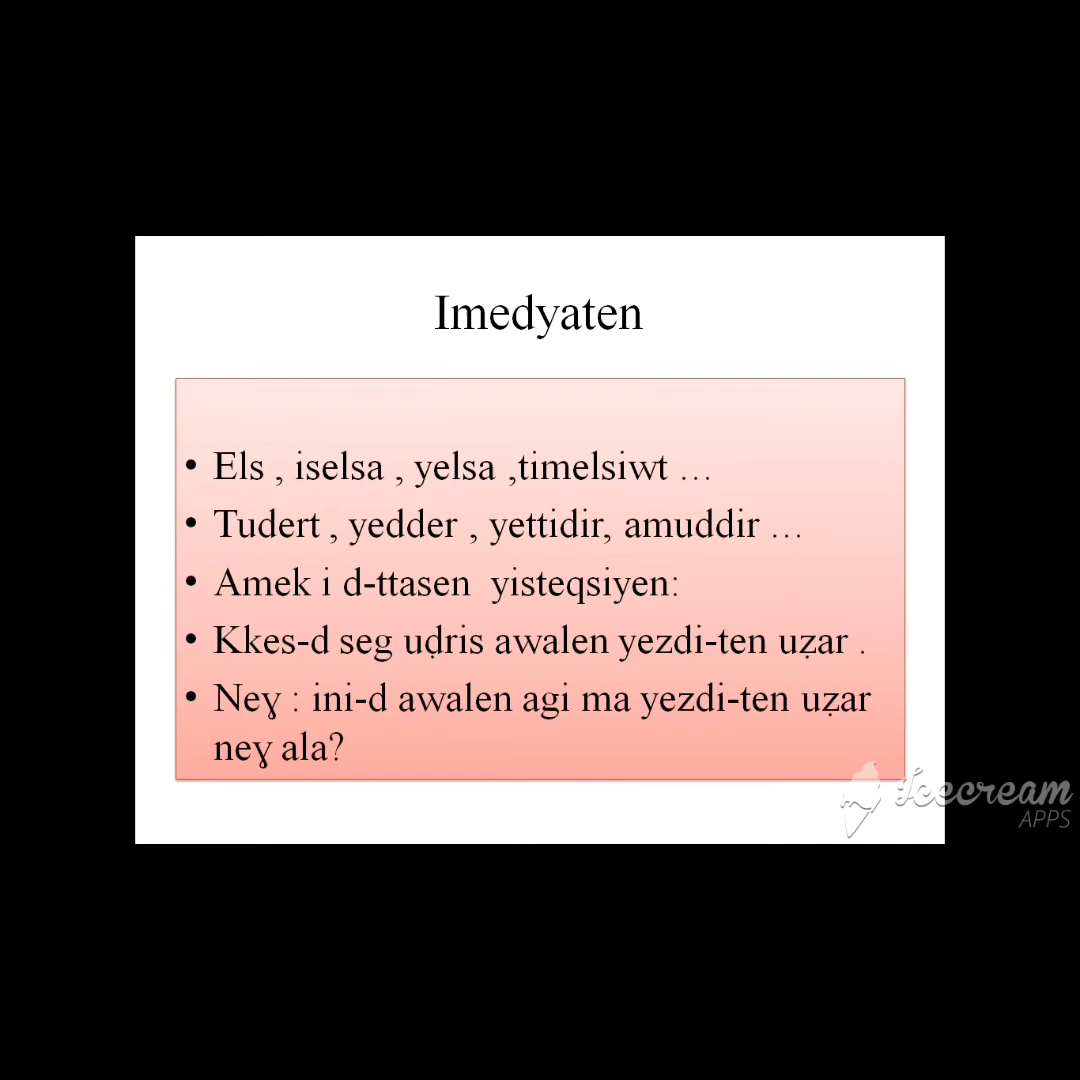 Imedyaten
• Els , iselsa , yelsa ,timelsiwt …
• Tudert , yedder , yettidir, amuddir …
• Amek i d-ttasen  yisteqsiyen:
• Kkes-d seg uḍris awalen yezdi-ten uẓar .
• Neɣ : ini-d awalen agi ma yezdi-ten uẓar
neɣ ala?
Icecream
APPS